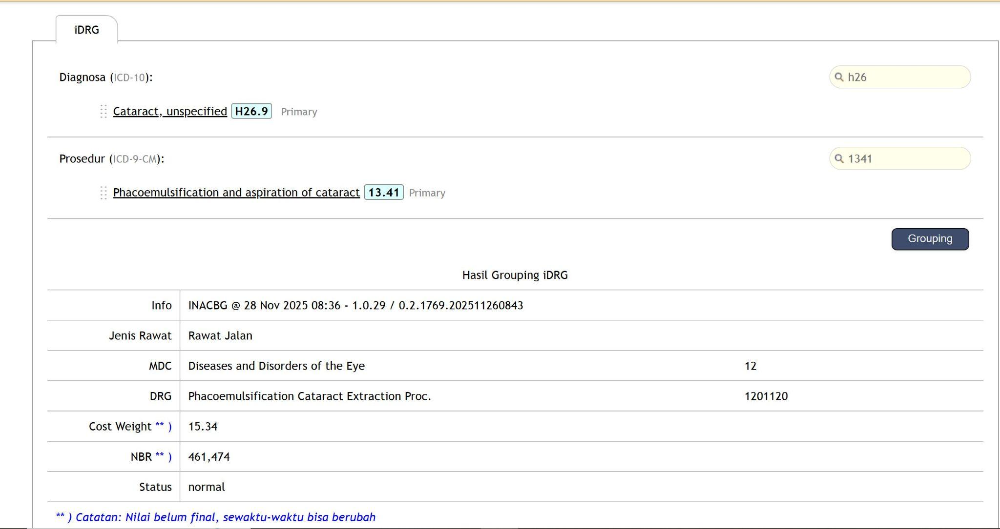 iDRG
Diagnosa (ICD-10):
h26
Cataract, unspecified H26.9 Primary
Prosedur (ICD-9-CM):
1341
Phacoemulsification and aspiration of cataract 13.41 Primary
Grouping
Hasil Grouping iDRG
Info INACBG @ 28 Nov 2025 08:36 - 1.0.29 / 0.2.1769.202511260843
Jenis Rawat Rawat Jalan
MDC Diseases and Disorders of the Eye 12
DRG Phacoemulsification Cataract Extraction Proc. 1201120
Cost Weight ** ) 15.34
NBR ** ) 461,474
Status normal
** ) Catatan: Nilai belum final, sewaktu-waktu bisa berubah